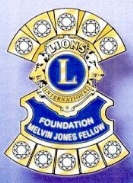 LIONS
L
INTERNATIONAL
FOUNDATION
MELVIN JONES FELLOW